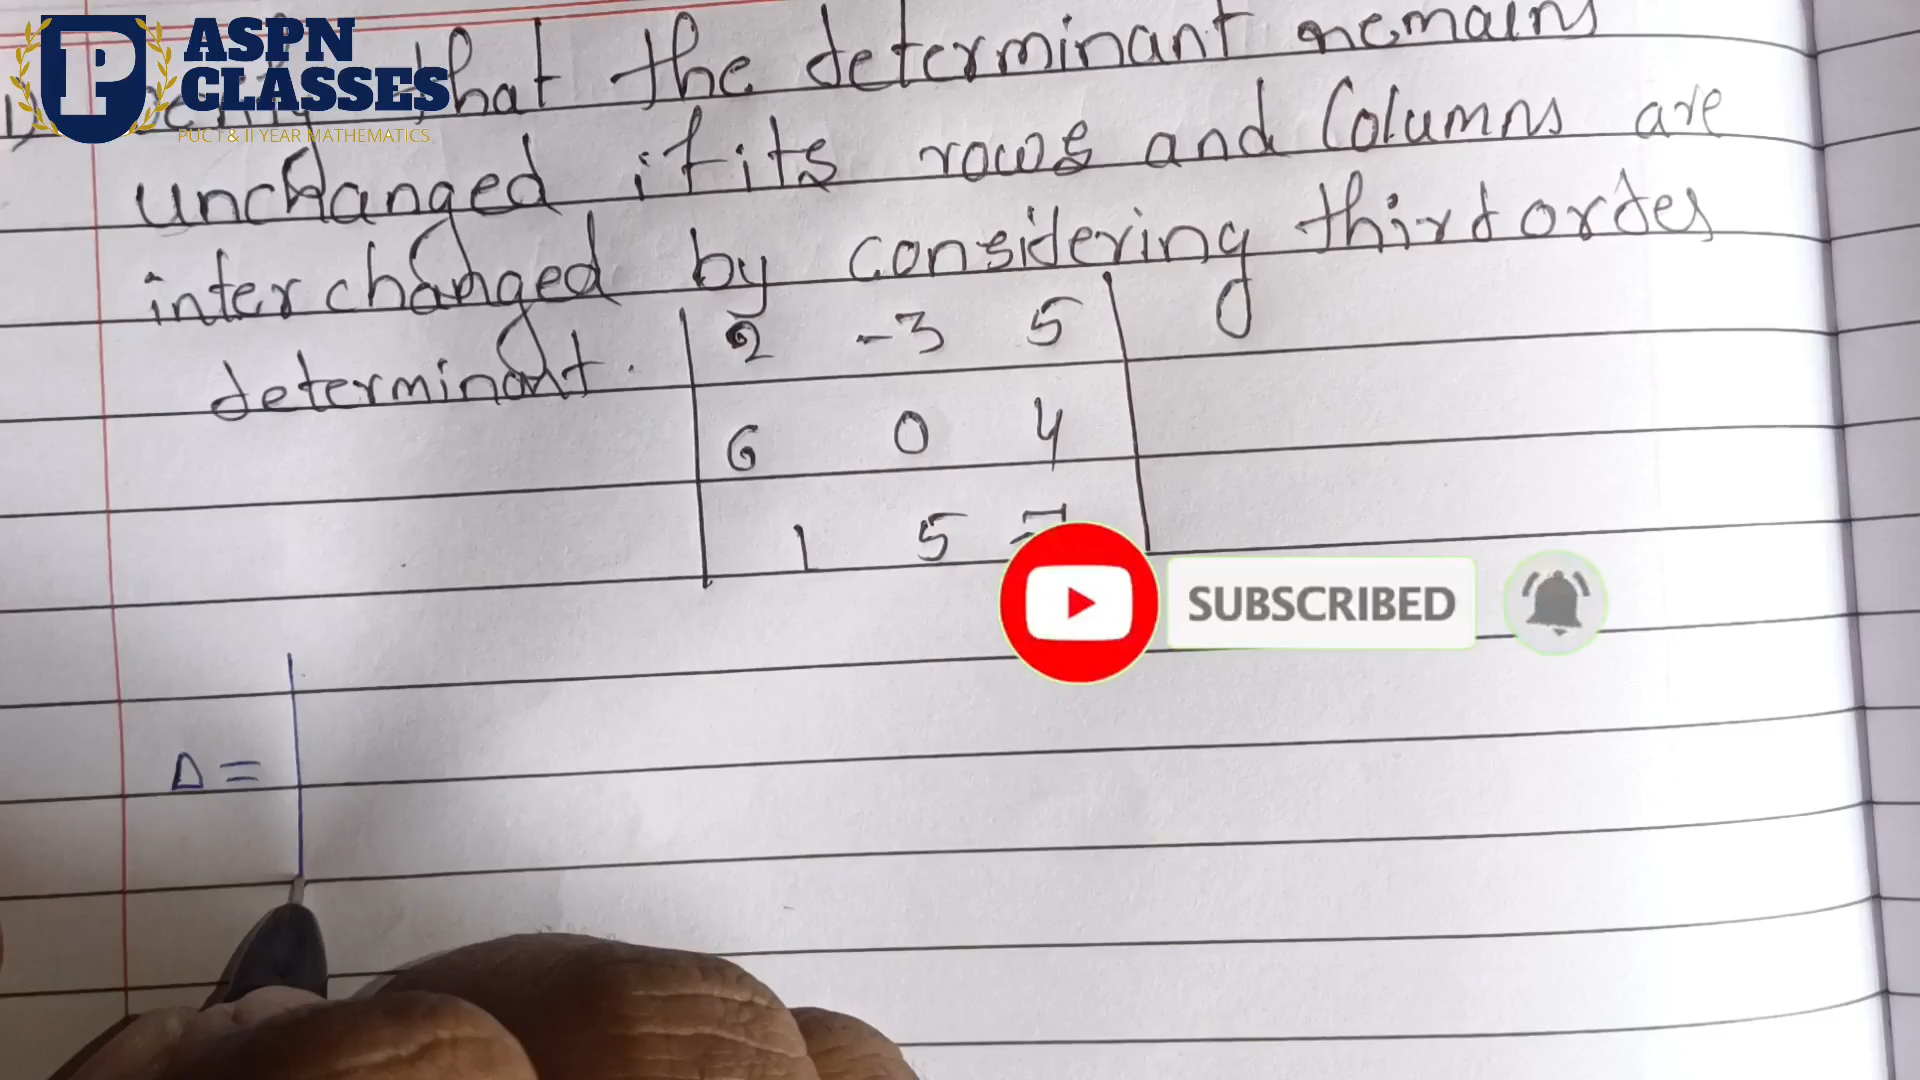 ASPN
CLASSES
PUC I & II YEAR MATHEMATICS
that the determinant remains
unchanged if its rows and Columns are
interchanged by considering third order
determinant.
2 -3 5
6 0 4
1 5
SUBSCRIBED
Δ =